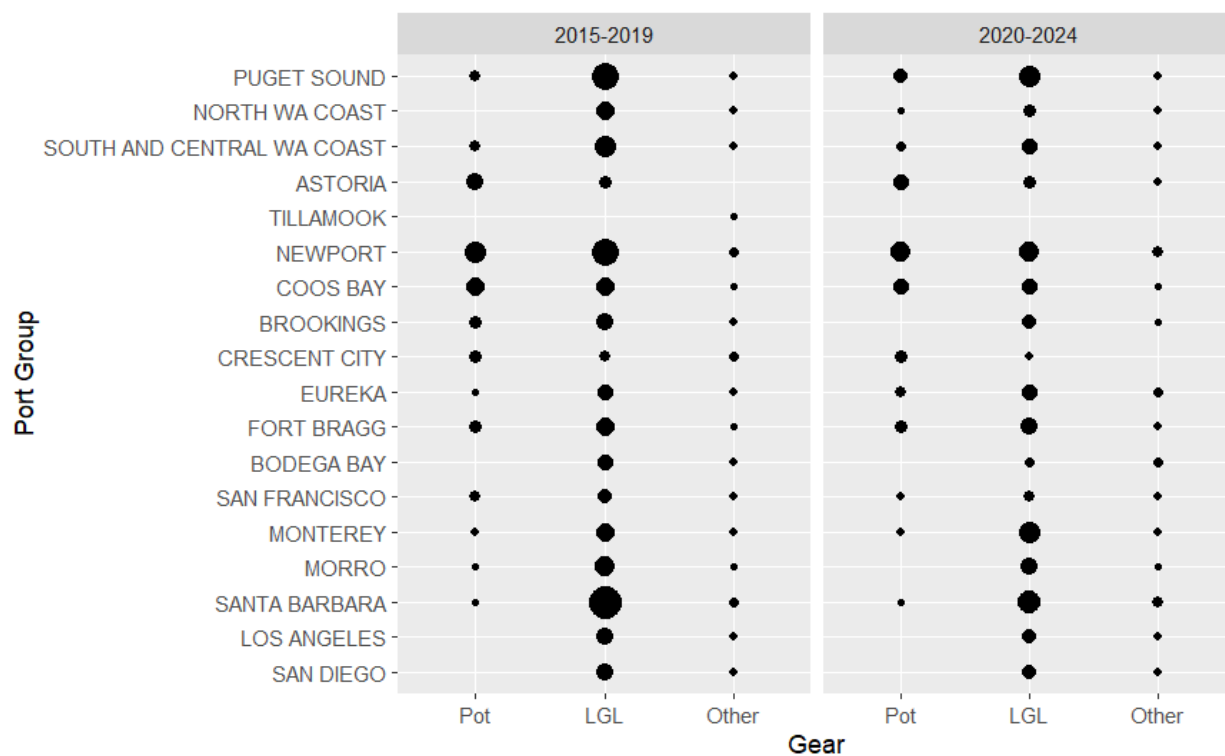 2015-2019
2020-2024
PUGET SOUND
NORTH WA COAST
SOUTH AND CENTRAL WA COAST
ASTORIA
TILLAMOOK
NEWPORT
COOS BAY
BROOKINGS
CRESCENT CITY
EUREKA
FORT BRAGG
BODEGA BAY
SAN FRANCISCO
MONTEREY
MORRO
SANTA BARBARA
LOS ANGELES
SAN DIEGO
Port Group
Pot LGL Other
Pot LGL Other
Gear